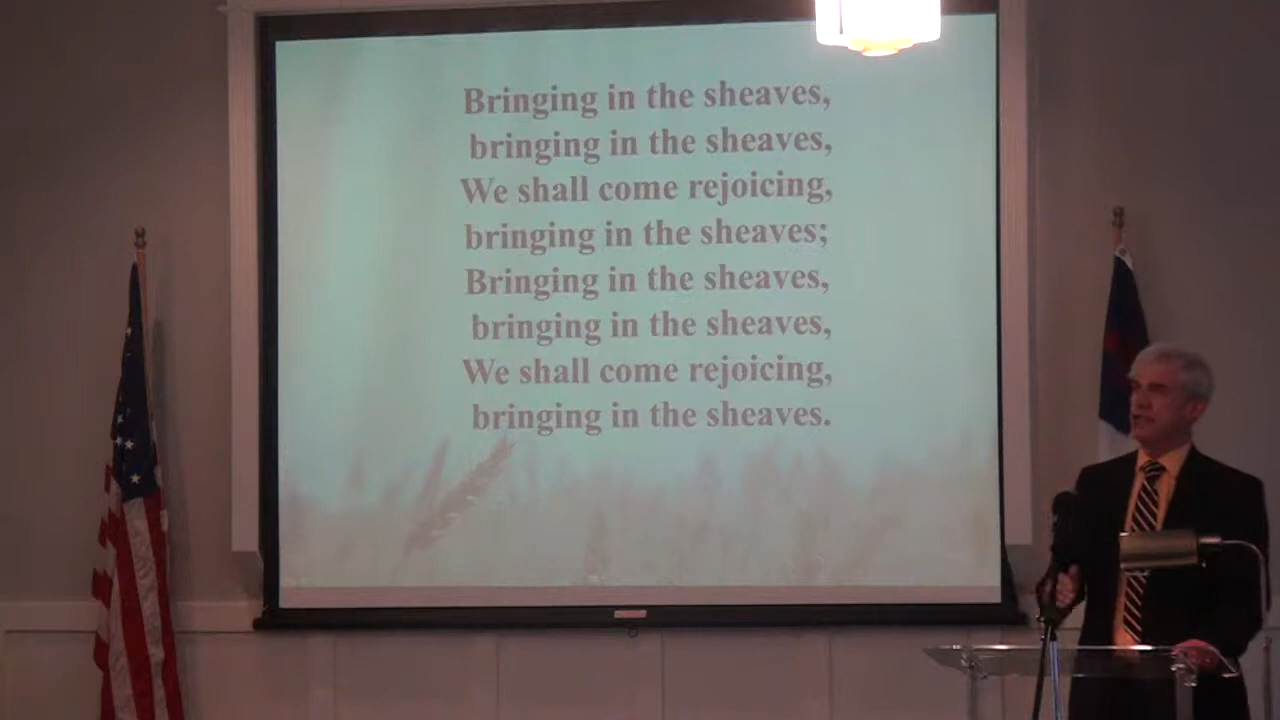 Bringing in the sheaves,
bringing in the sheaves,
We shall come rejoicing,
bringing in the sheaves;
Bringing in the sheaves,
bringing in the sheaves,
We shall come rejoicing,
bringing in the sheaves.